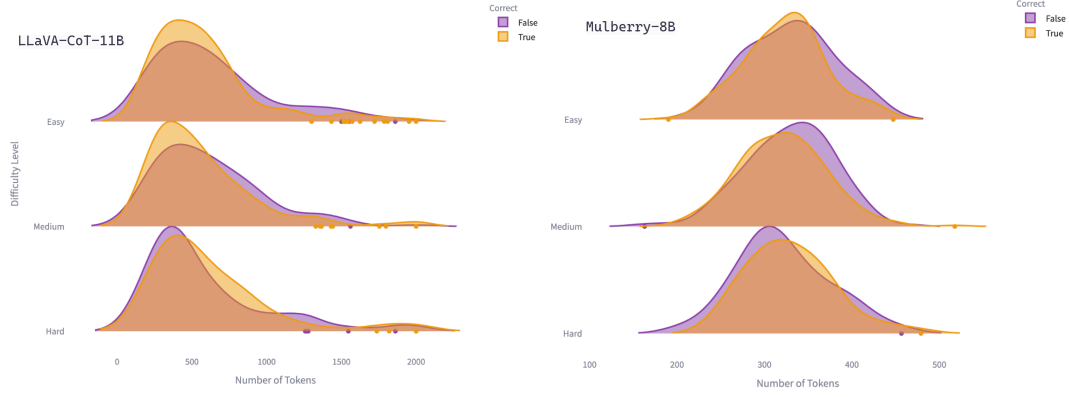 LLaVA-CoT-11B
Correct
False
True
Difficulty Level
Easy
Medium
Hard
0 500 1000 1500 2000
Number of Tokens
Mulberry-8B
Correct
False
True
Easy
Medium
Hard
100 200 300 400 500
Number of Tokens